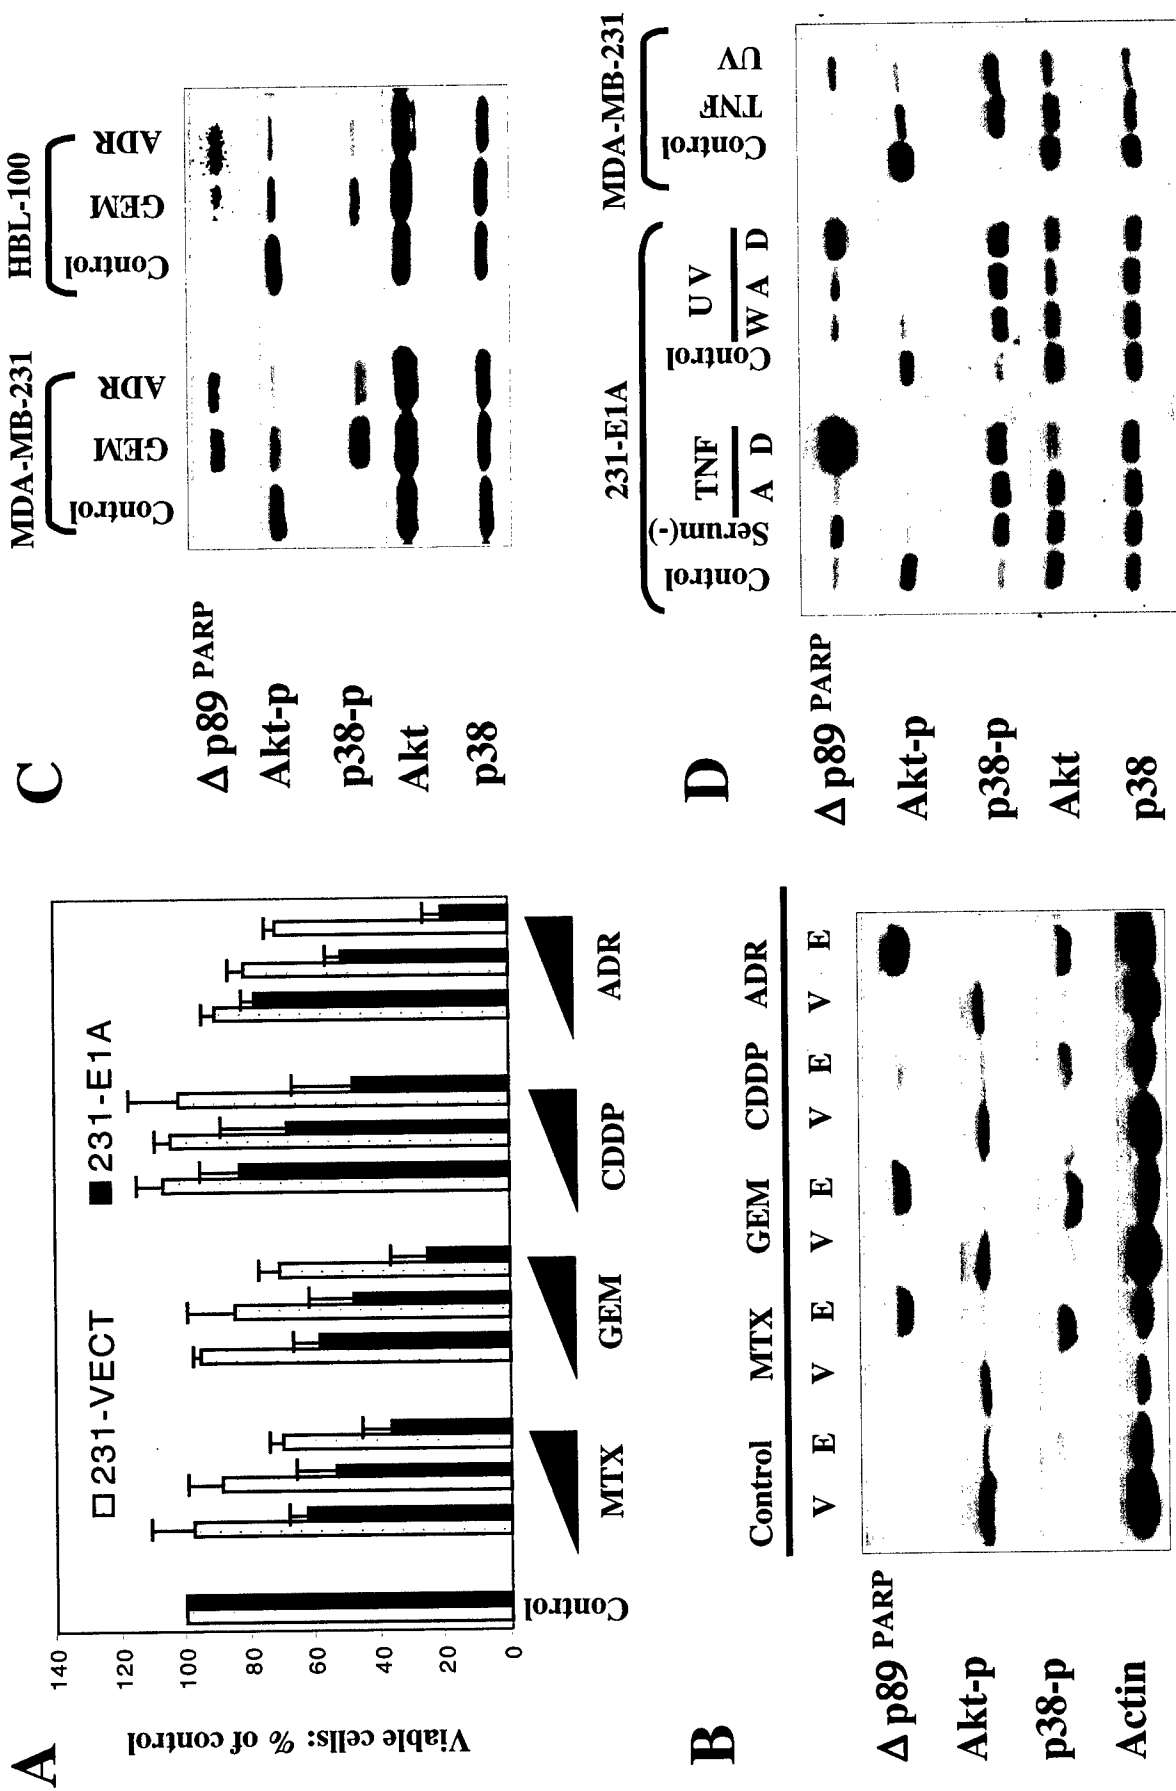 A
□231-VECT ■231-E1A
Viable cells: % of control
140
120
100
80
60
40
20
0
Control MTX GEM CDDP ADR
B
Control MTX GEM CDDP ADR
V E V E V E V E V E
Δ p89 PARP
Akt-p
p38-p
Actin
C
MDA-MB-231 HBL-100
Control GEM ADR Control GEM ADR
Δ p89 PARP
Akt-p
p38-p
Akt
p38
D
231-E1A MDA-MB-231
TNF U V
Control Serum(-) A D Control W A D Control TNF UV
Δ p89 PARP
Akt-p
p38-p
Akt
p38